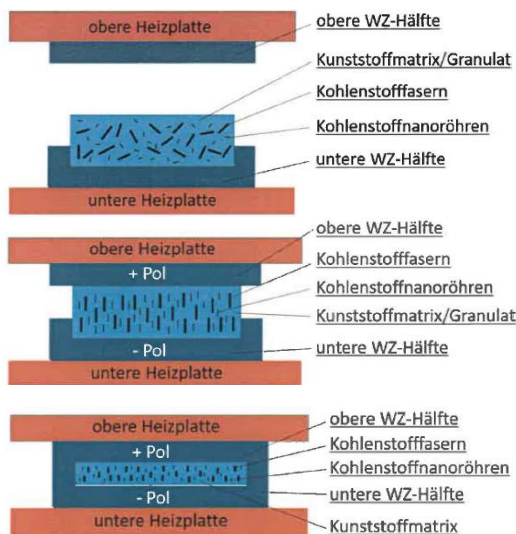 obere Heizplatte
obere WZ-Hälfte
Kunststoffmatrix/Granulat
Kohlenstofffasern
Kohlenstoffnanoröhren
untere WZ-Hälfte
untere Heizplatte
obere Heizplatte
obere WZ-Hälfte
+ Pol
Kohlenstofffasern
Kohlenstoffnanoröhren
Kunststoffmatrix/Granulat
- Pol
untere WZ-Hälfte
untere Heizplatte
obere Heizplatte
obere WZ-Hälfte
+ Pol
Kohlenstofffasern
Kohlenstoffnanoröhren
- Pol
untere WZ-Hälfte
untere Heizplatte
Kunststoffmatrix